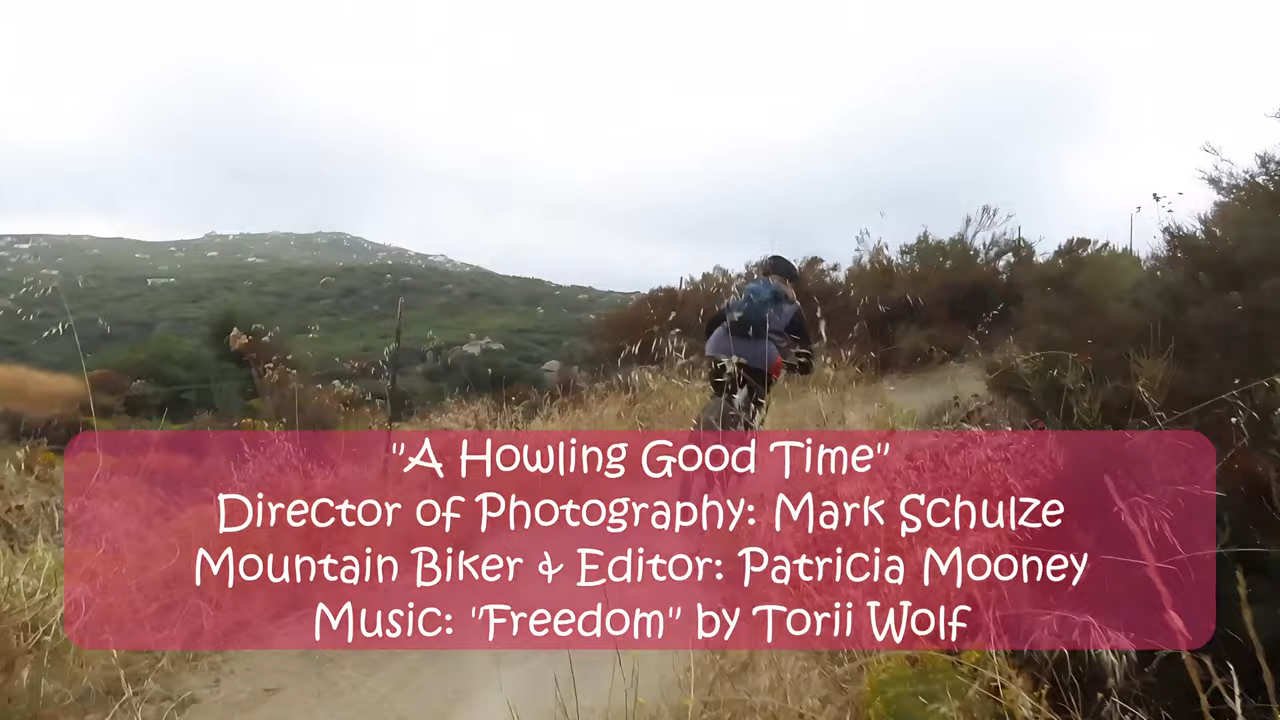 "A Howling Good Time"
Director of Photography: Mark Schulze
Mountain Biker & Editor: Patricia Mooney
Music: "Freedom" by Torii Wolf